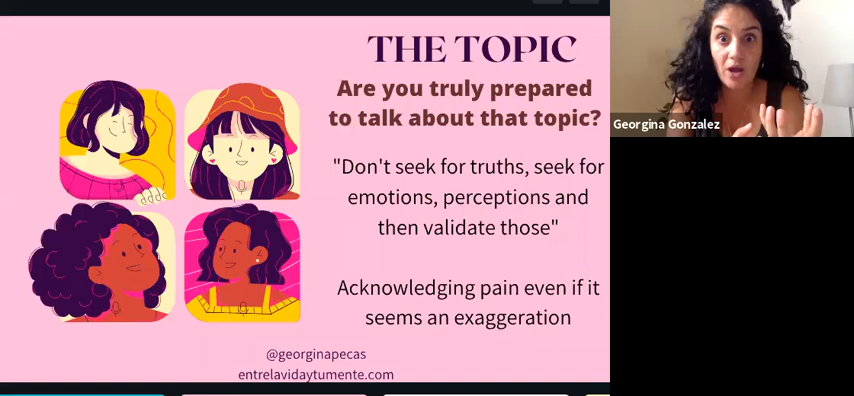 THE TOPIC
Are you truly prepared
to talk about that topic?
"Don't seek for truths, seek for
emotions, perceptions and
then validate those"
Acknowledging pain even if it
seems an exaggeration
@georginapecas
entrelavidaytumente.com
Georgina Gonzalez